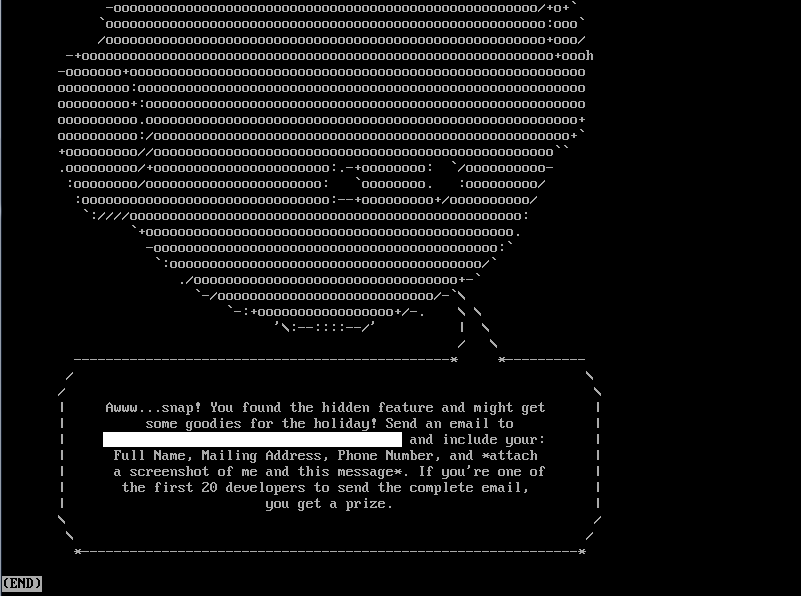 Awww...snap! You found the hidden feature and might get
some goodies for the holiday! Send an email to
and include your:
Full Name, Mailing Address, Phone Number, and *attach
a screenshot of me and this message*. If you're one of
the first 20 developers to send the complete email,
you get a prize.
(END)